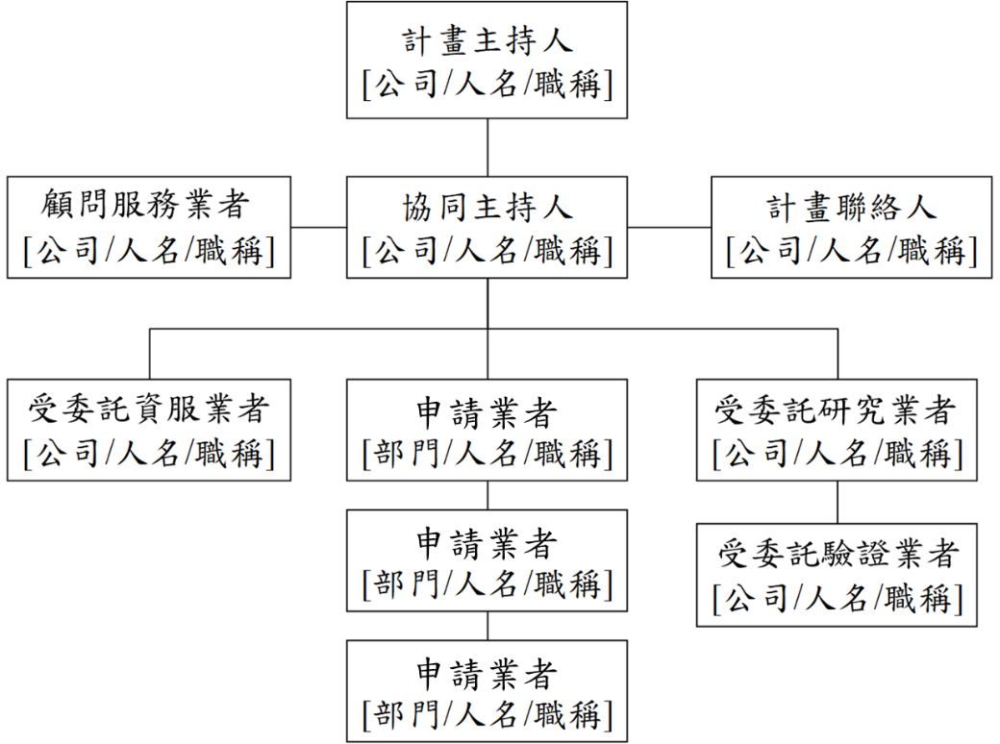 計畫主持人
[公司/人名/職稱]
顧問服務業者
[公司/人名/職稱]
協同主持人
[公司/人名/職稱]
計畫聯絡人
[公司/人名/職稱]
受委託資服業者
[公司/人名/職稱]
申請業者
[部門/人名/職稱]
受委託研究業者
[公司/人名/職稱]
申請業者
[部門/人名/職稱]
受委託驗證業者
[公司/人名/職稱]
申請業者
[部門/人名/職稱]